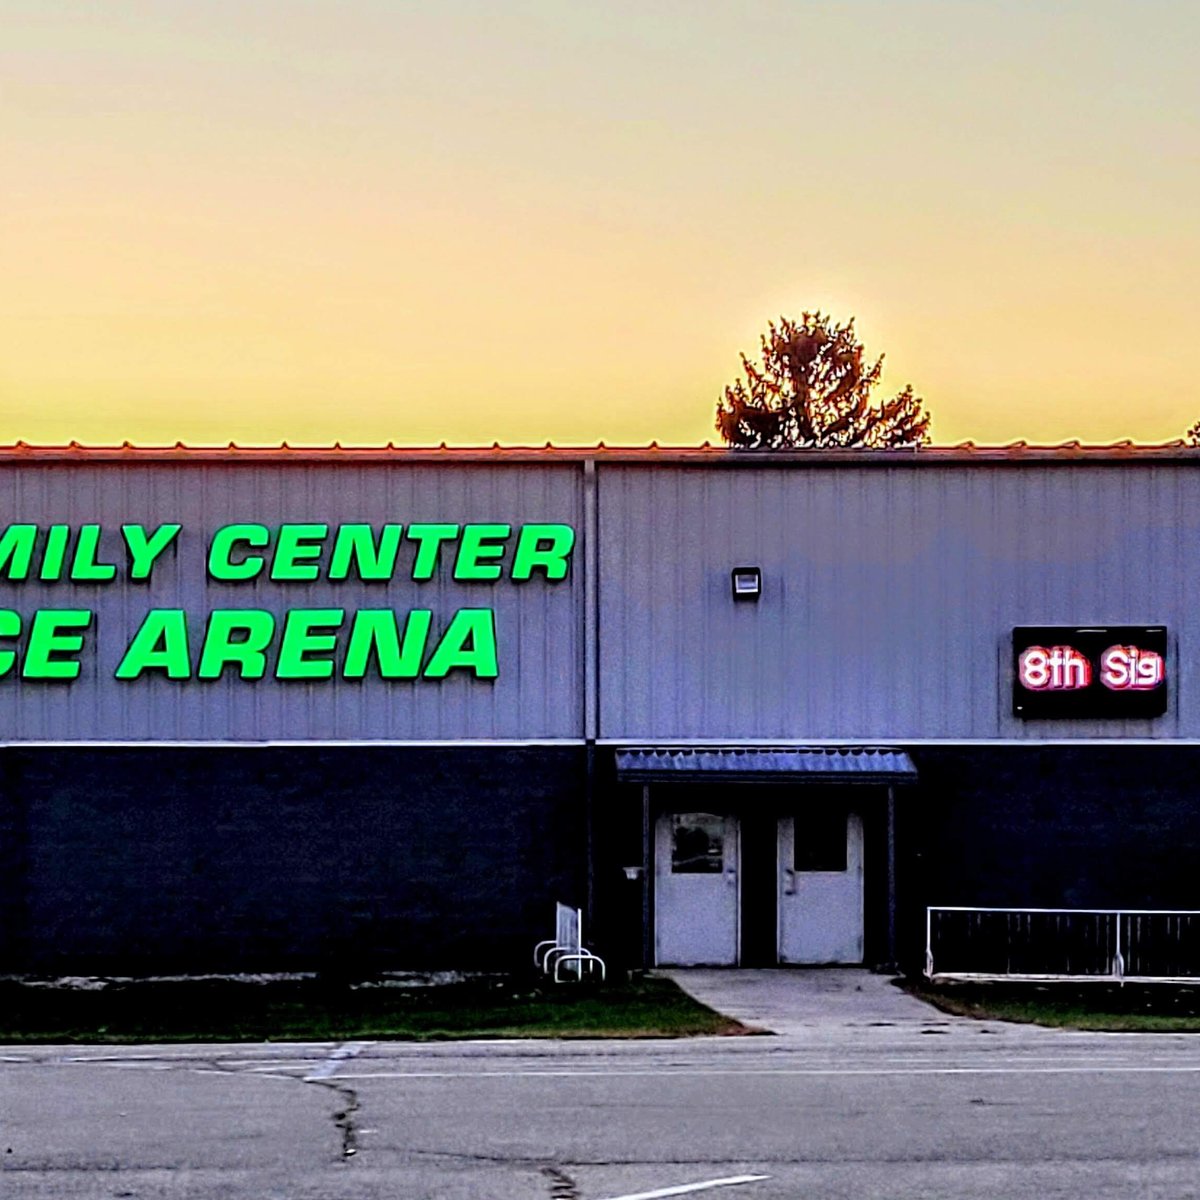 MILY CENTER
CE ARENA
8th Sig